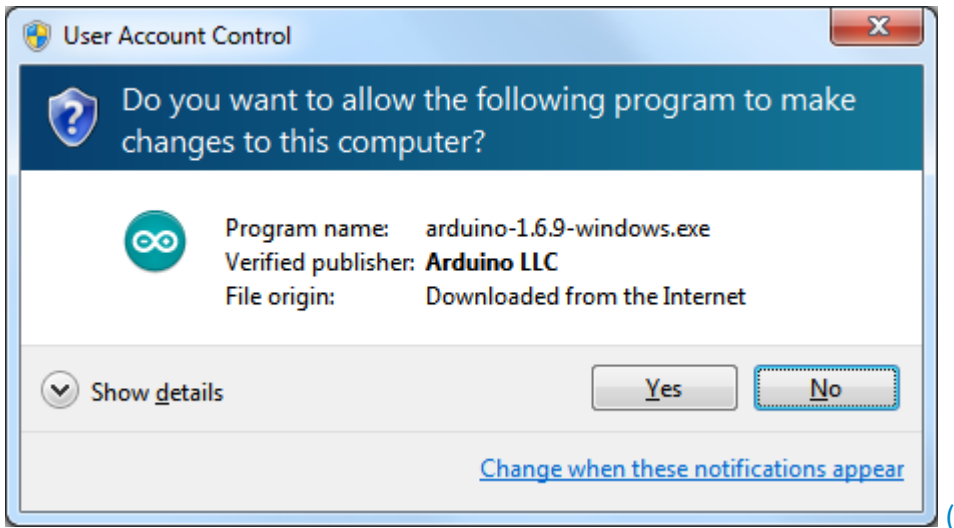 User Account Control
Do you want to allow the following program to make
changes to this computer?
Program name: arduino-1.6.9-windows.exe
Verified publisher: Arduino LLC
File origin: Downloaded from the Internet
Show details
Yes
No
Change when these notifications appear
(